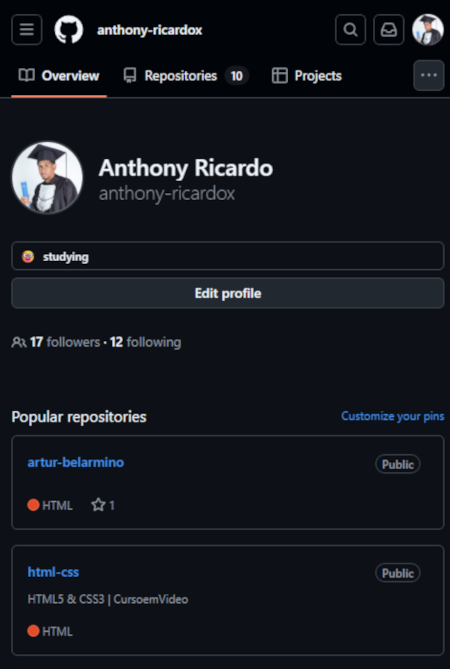 anthony-ricardox
Overview Repositories 10 Projects
Anthony Ricardo
anthony-ricardox
studying
Edit profile
17 followers · 12 following
Popular repositories Customize your pins
artur-belarmino Public
HTML 1
html-css Public
HTML5 & CSS3 | CursoemVideo
HTML